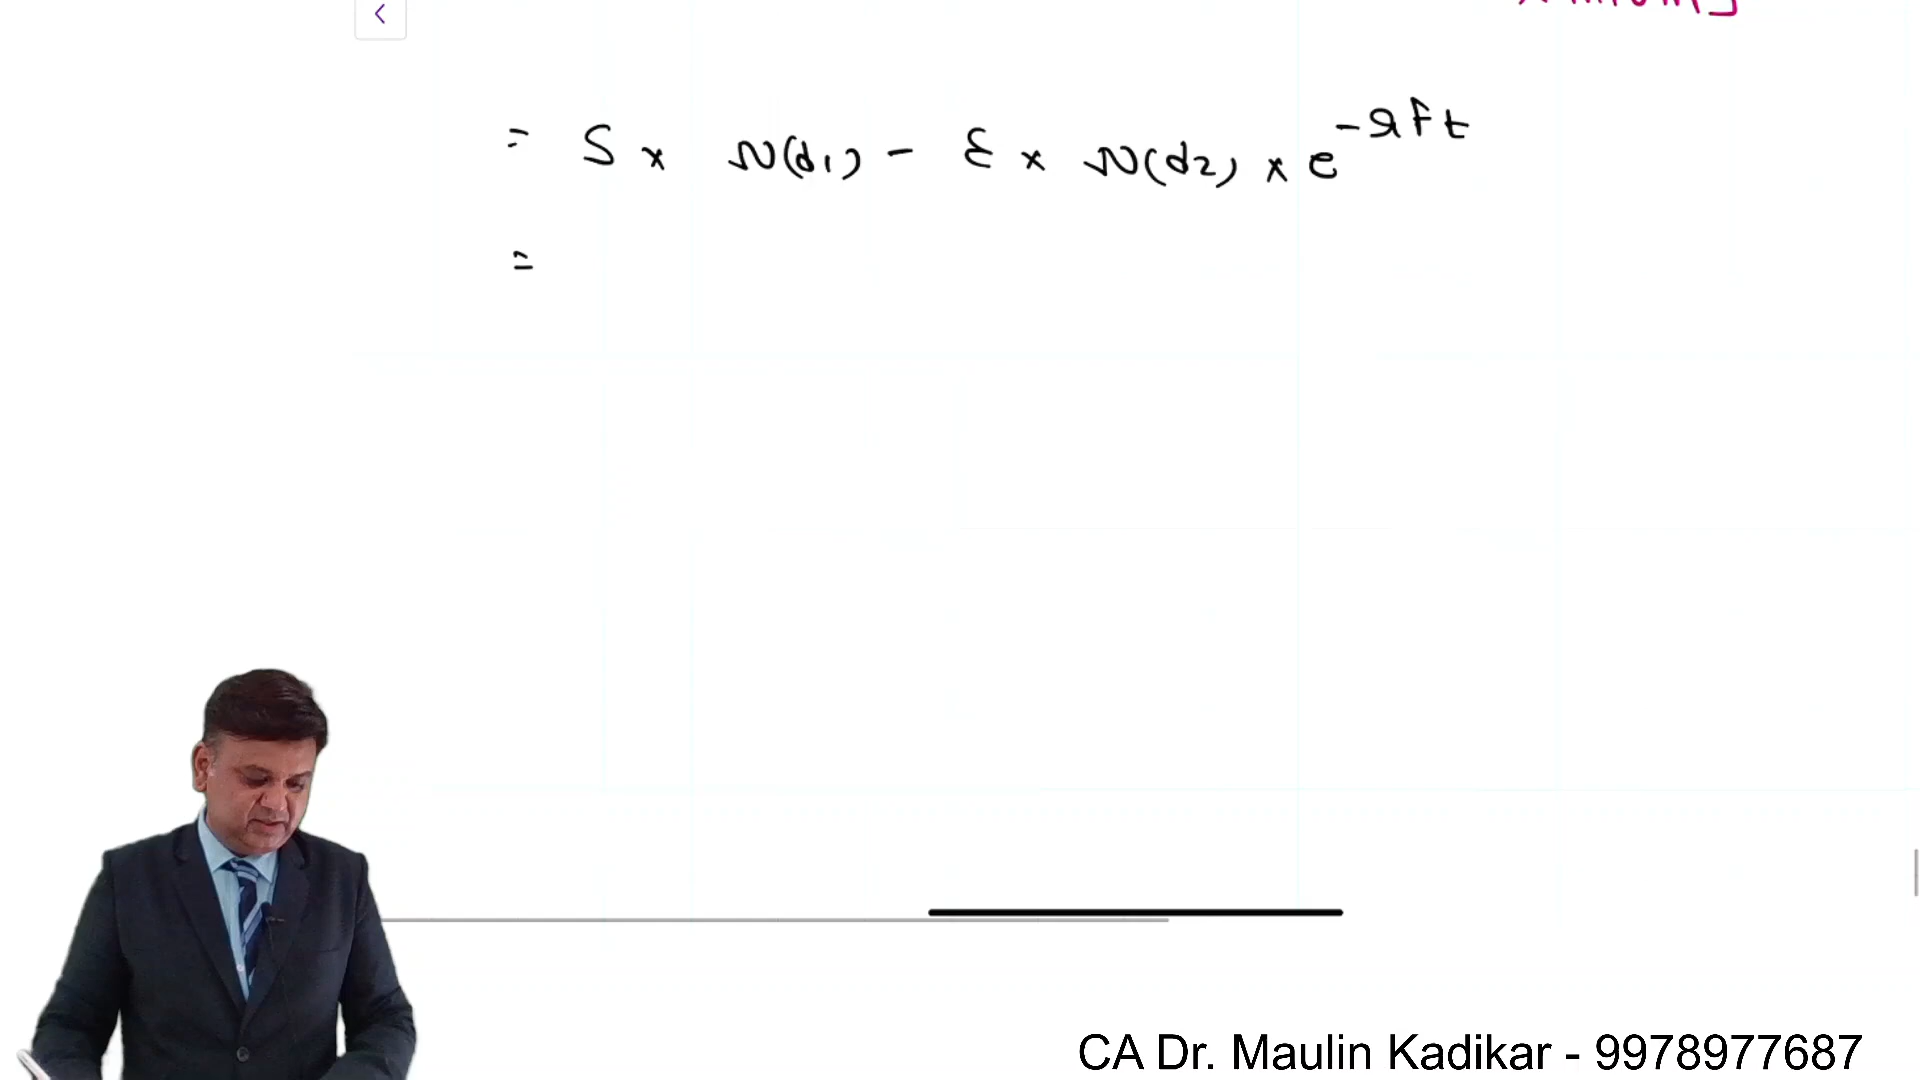 = S x N(d1) - E x N(d2) x e^-rft
=
CA Dr. Maulin Kadikar - 9978977687